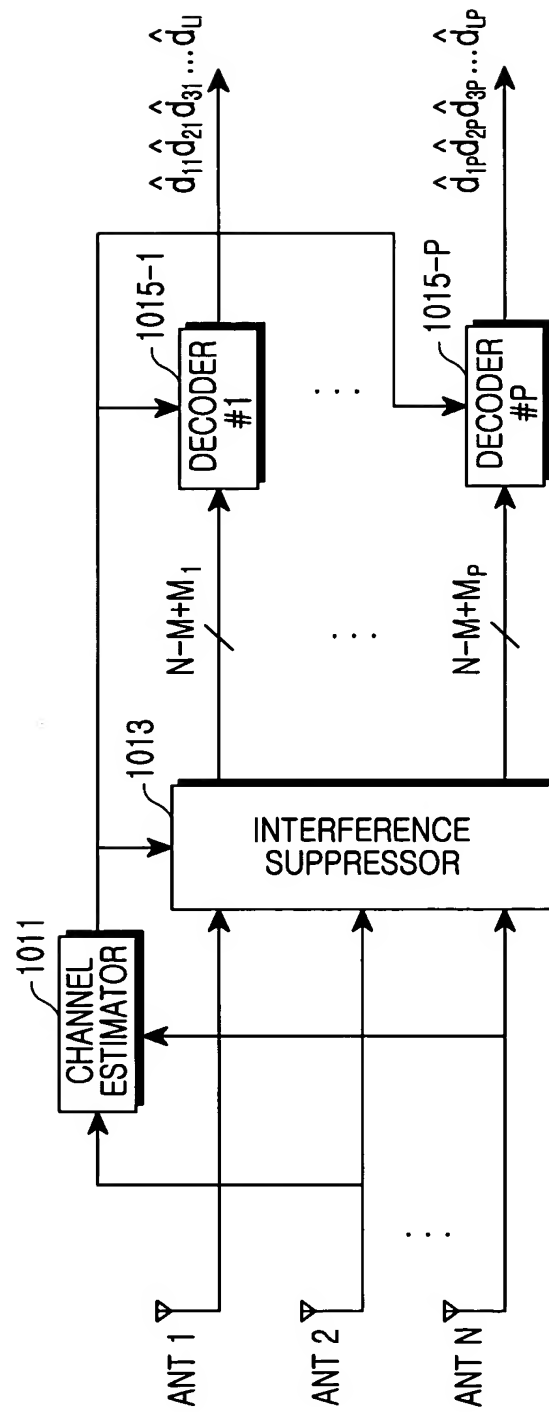 ANT 1
ANT 2
. . .
ANT N
1011
CHANNEL
ESTIMATOR
1013
INTERFERENCE
SUPPRESSOR
N-M+M₁
. . .
N-M+Mₚ
1015-1
DECODER
#1
. . .
1015-P
DECODER
#P
d̂₁₁d̂₂₁d̂₃₁...d̂LI
d̂₁ₚd̂₂ₚd̂₃ₚ...d̂LP